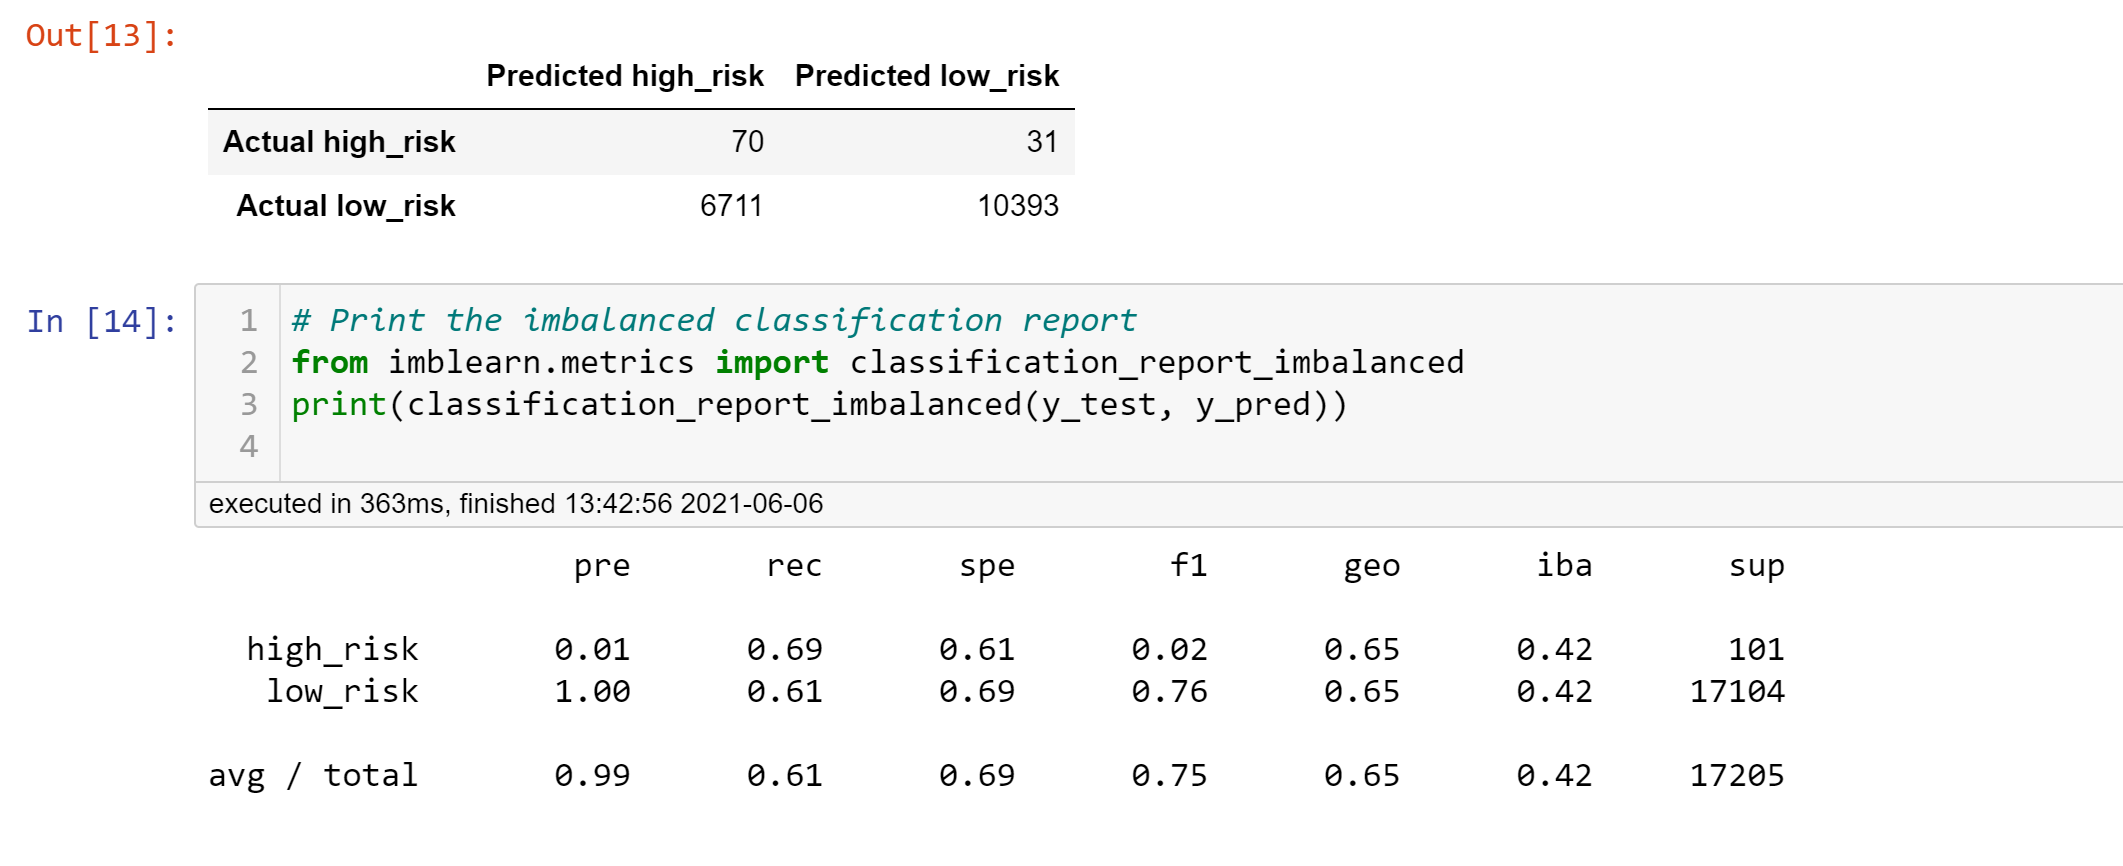 Out[13]:
Predicted high_risk Predicted low_risk
Actual high_risk 70 31
Actual low_risk 6711 10393
In [14]:
1 # Print the imbalanced classification report
2 from imblearn.metrics import classification_report_imbalanced
3 print(classification_report_imbalanced(y_test, y_pred))
4
executed in 363ms, finished 13:42:56 2021-06-06
pre rec spe f1 geo iba sup
high_risk 0.01 0.69 0.61 0.02 0.65 0.42 101
low_risk 1.00 0.61 0.69 0.76 0.65 0.42 17104
avg / total 0.99 0.61 0.69 0.75 0.65 0.42 17205